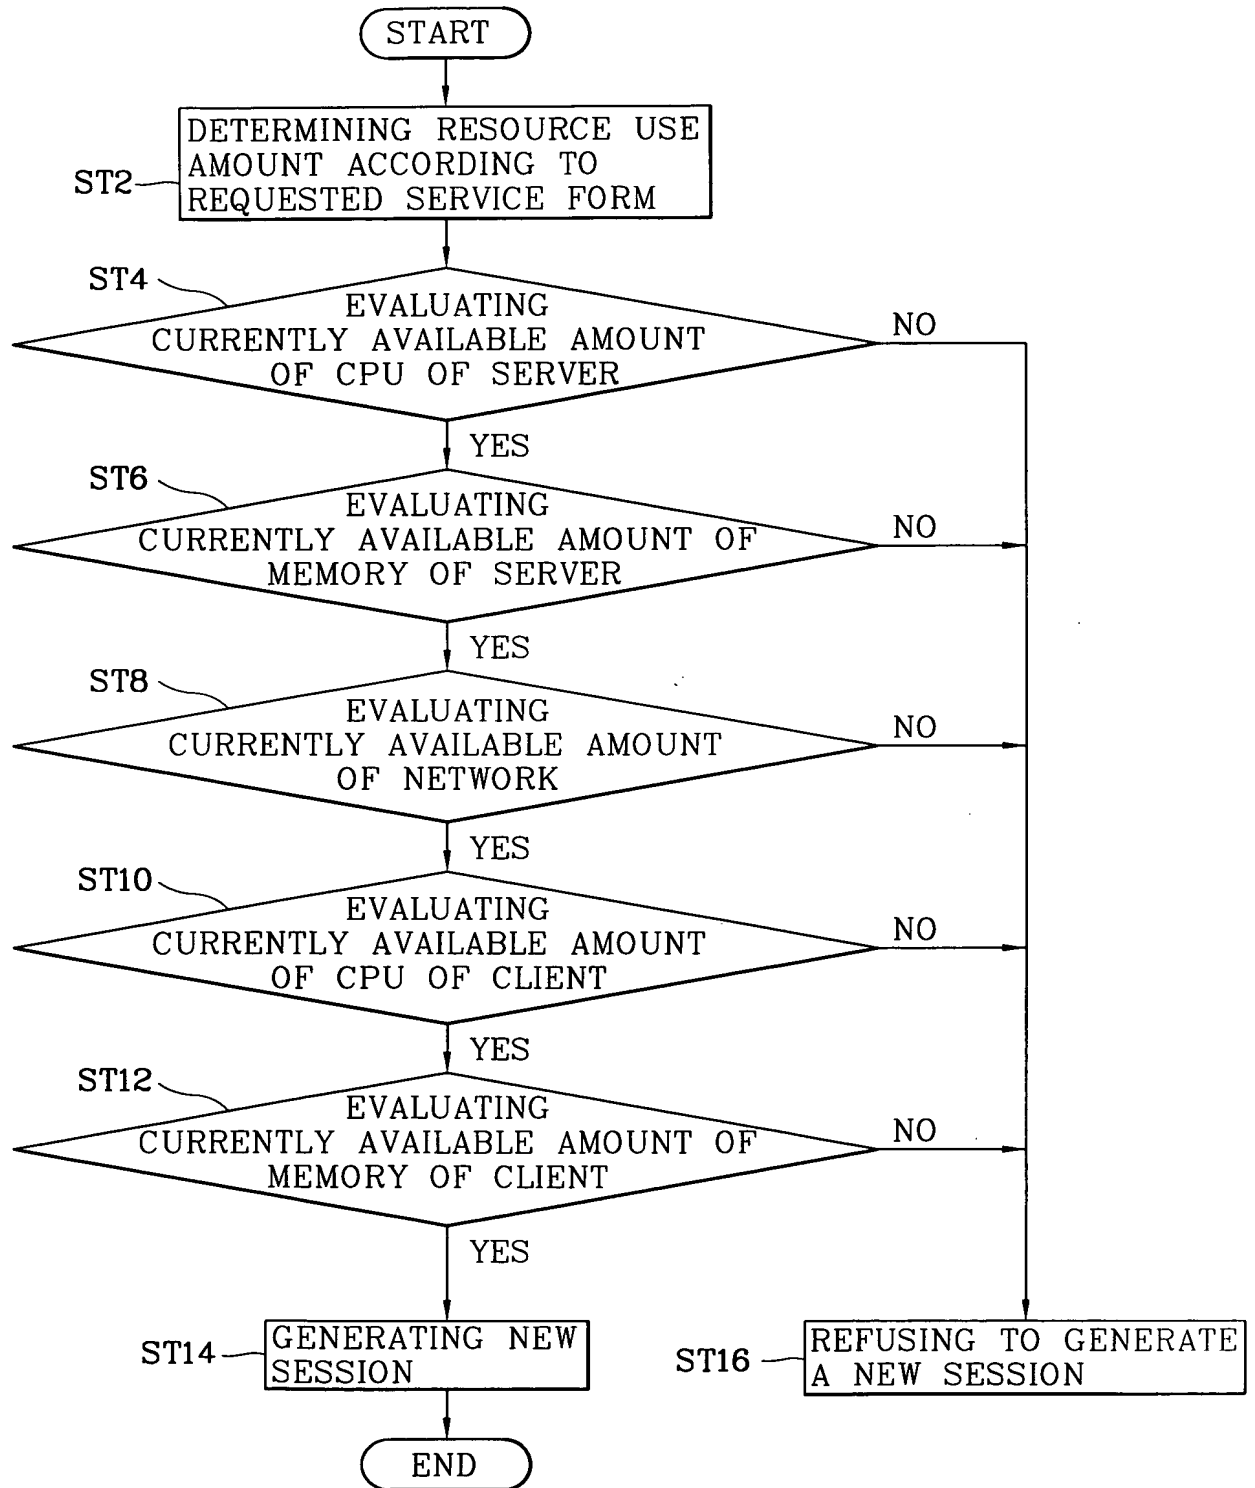 START
DETERMINING RESOURCE USE
AMOUNT ACCORDING TO
REQUESTED SERVICE FORM
ST2
ST4
EVALUATING
CURRENTLY AVAILABLE AMOUNT
OF CPU OF SERVER
NO
YES
ST6
EVALUATING
CURRENTLY AVAILABLE AMOUNT OF
MEMORY OF SERVER
NO
YES
ST8
EVALUATING
CURRENTLY AVAILABLE AMOUNT
OF NETWORK
NO
YES
ST10
EVALUATING
CURRENTLY AVAILABLE AMOUNT
OF CPU OF CLIENT
NO
YES
ST12
EVALUATING
CURRENTLY AVAILABLE AMOUNT OF
MEMORY OF CLIENT
NO
YES
ST14
GENERATING NEW
SESSION
ST16
REFUSING TO GENERATE
A NEW SESSION
END